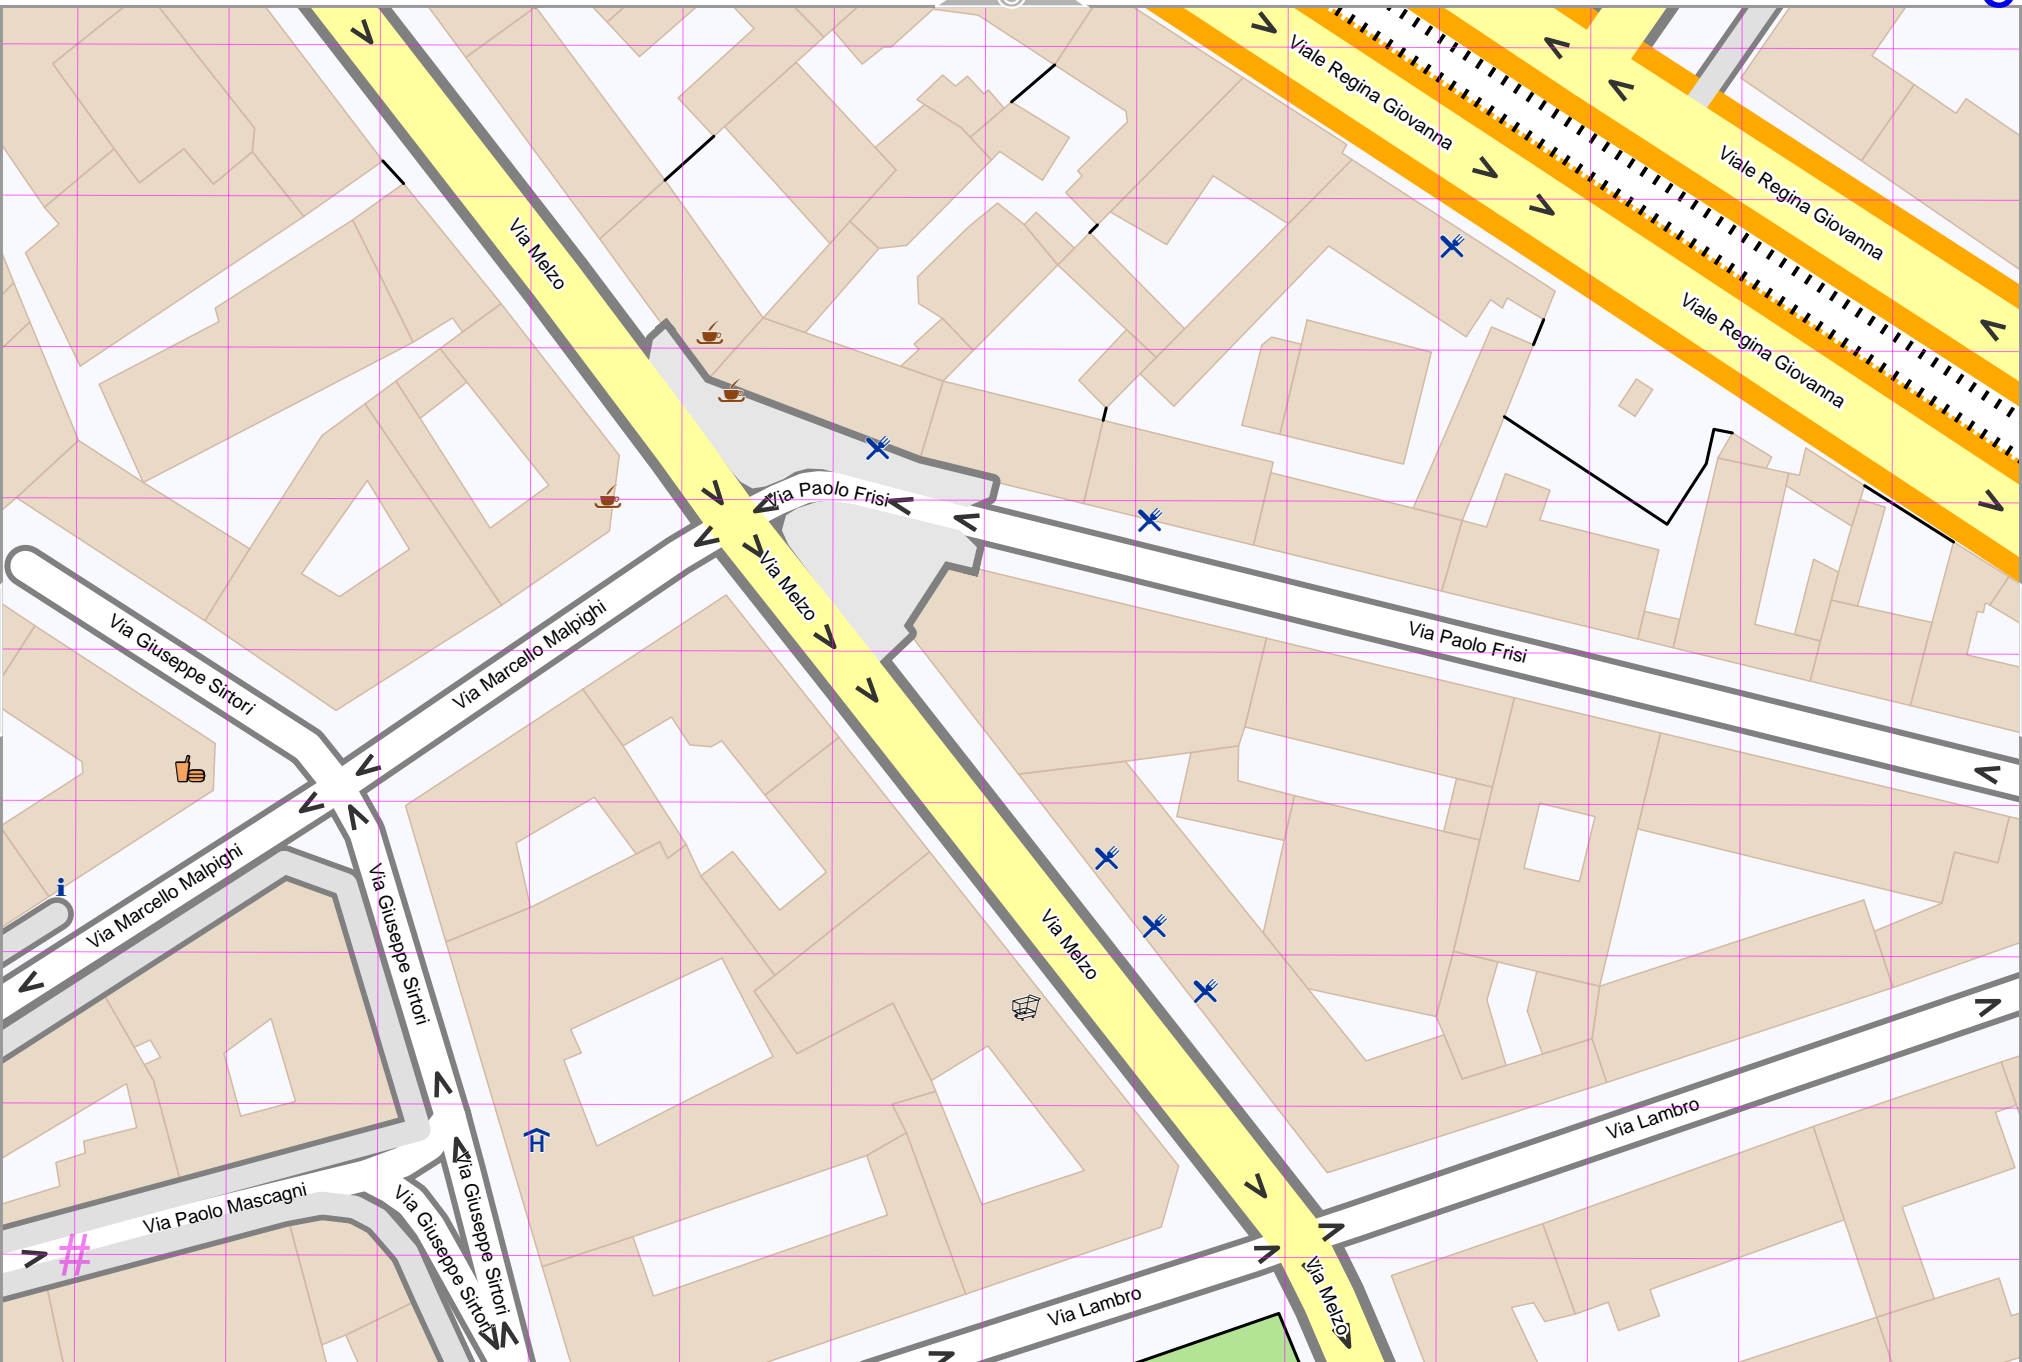 Viale Regina Giovanna
Viale Regina Giovanna
Via Melzo
Viale Regina Giovanna
Via Paolo Frisi
Via Melzo
Via Giuseppe Sirtori
Via Marcello Malpighi
Via Paolo Frisi
Via Marcello Malpighi
i
Via Giuseppe Sirtori
Via Melzo
Via Lambro
H
Via Paolo Mascagni
#
Via Giuseppe Sirtori
Via Giuseppe Sirtori
Via Lambro
Via Melzo